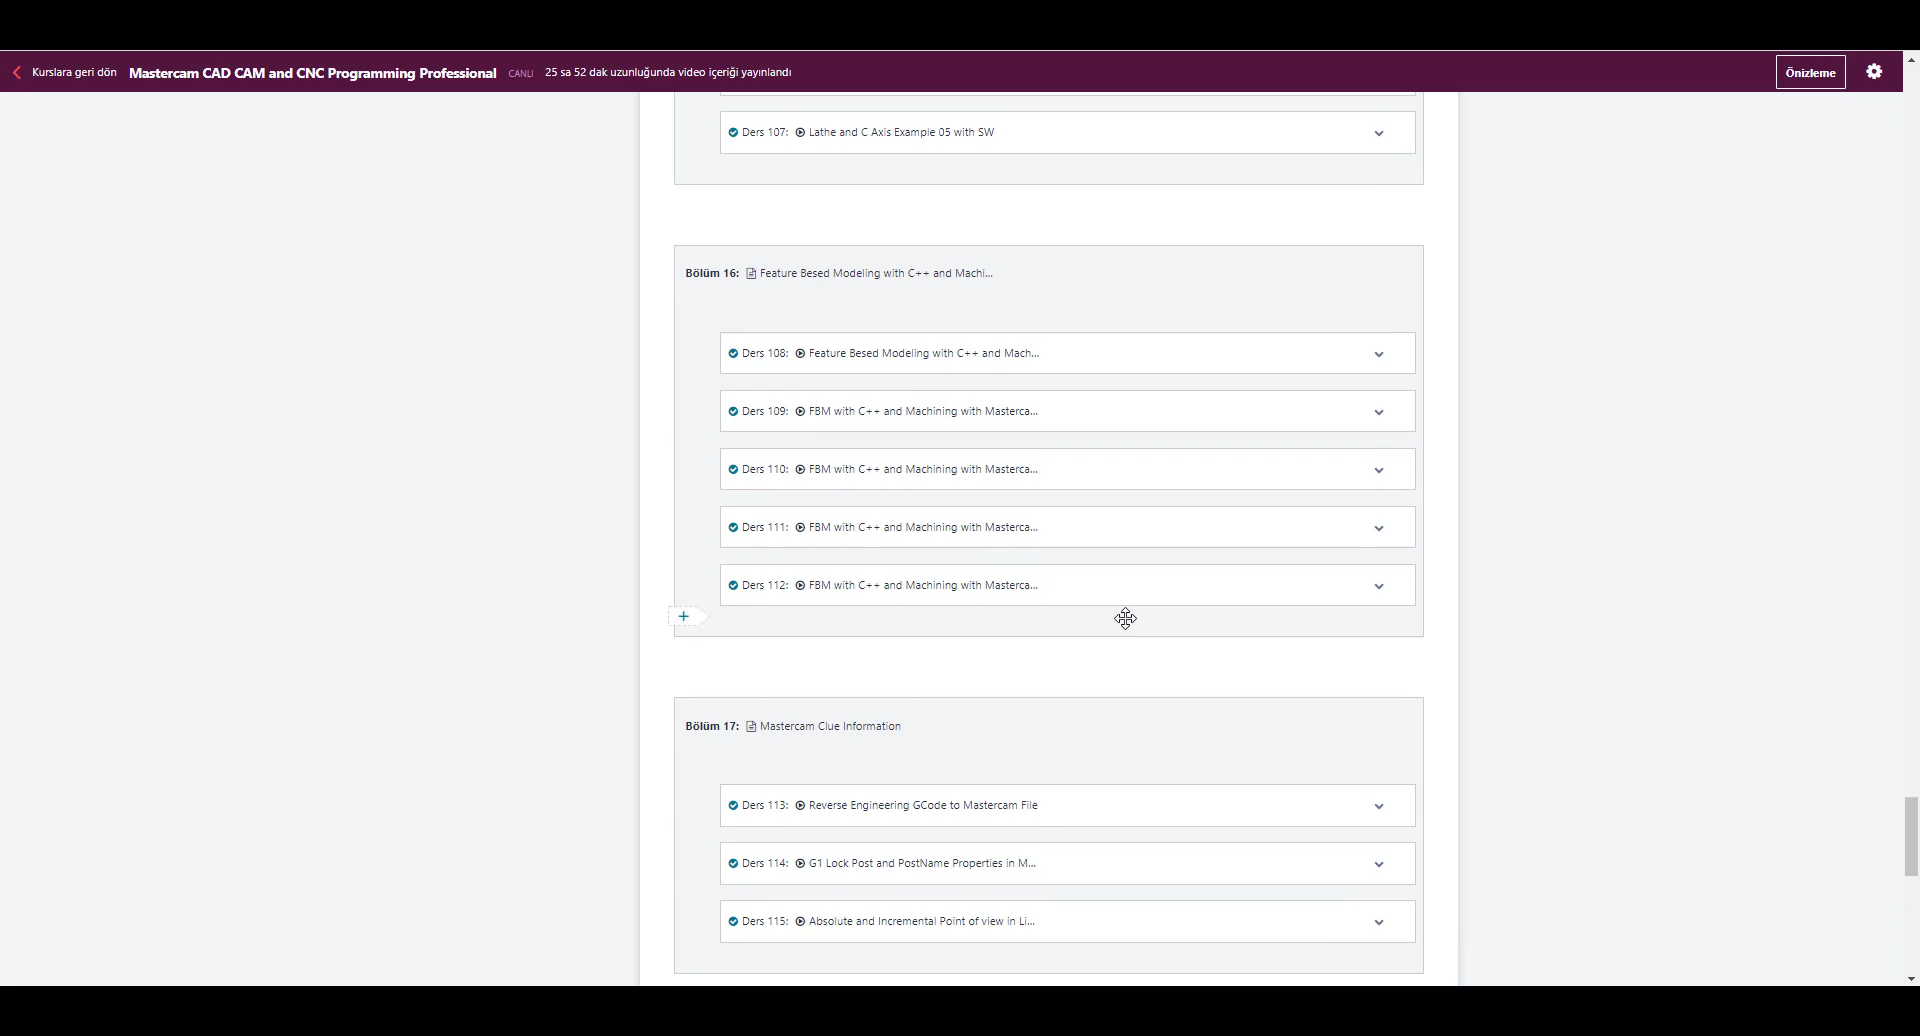 Kurslara geri dön Mastercam CAD CAM and CNC Programming Professional CANLI 25 sa 52 dak uzunluğunda video içeriği yayınlandı Önizleme
Ders 107: Lathe and C Axis Example 05 with SW
Bölüm 16: Feature Besed Modeling with C++ and Machi...
Ders 108: Feature Besed Modeling with C++ and Mach...
Ders 109: FBM with C++ and Machining with Masterca...
Ders 110: FBM with C++ and Machining with Masterca...
Ders 111: FBM with C++ and Machining with Masterca...
Ders 112: FBM with C++ and Machining with Masterca...
+
Bölüm 17: Mastercam Clue Information
Ders 113: Reverse Engineering GCode to Mastercam File
Ders 114: G1 Lock Post and PostName Properties in M...
Ders 115: Absolute and Incremental Point of view in Li...